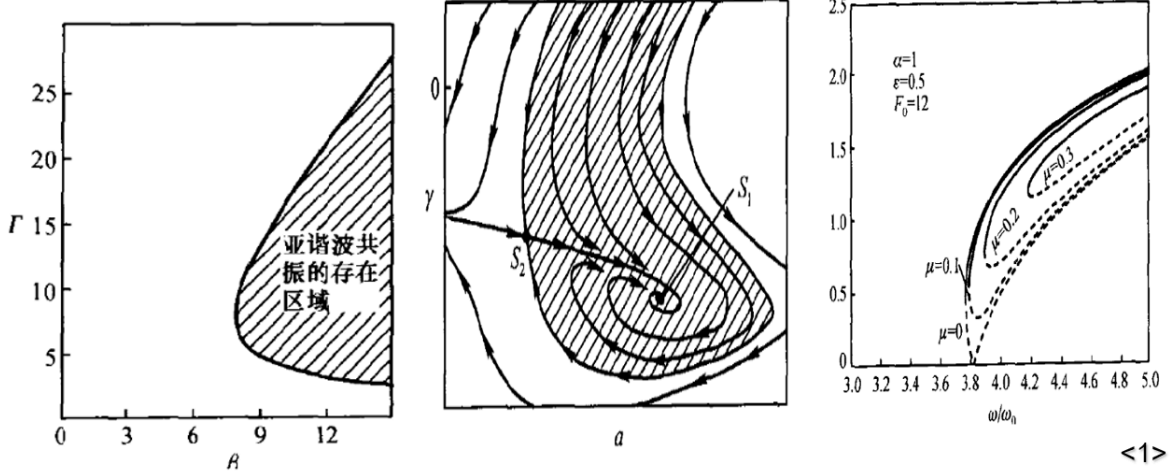 25
20
15
10
5
0
3
6
9
12
Γ
β
亚谐波共
振的存在
区域
0
γ
a
S₁
S₂
2.5
2.0
1.5
1.0
0.5
0
3.0 3.2 3.4 3.6 3.8 4.0 4.2 4.4 4.6 4.8 5.0
ω/ω₀
α=1
ε=0.5
F₀=12
μ=0.3
μ=0.2
μ=0.1
μ=0
<1>